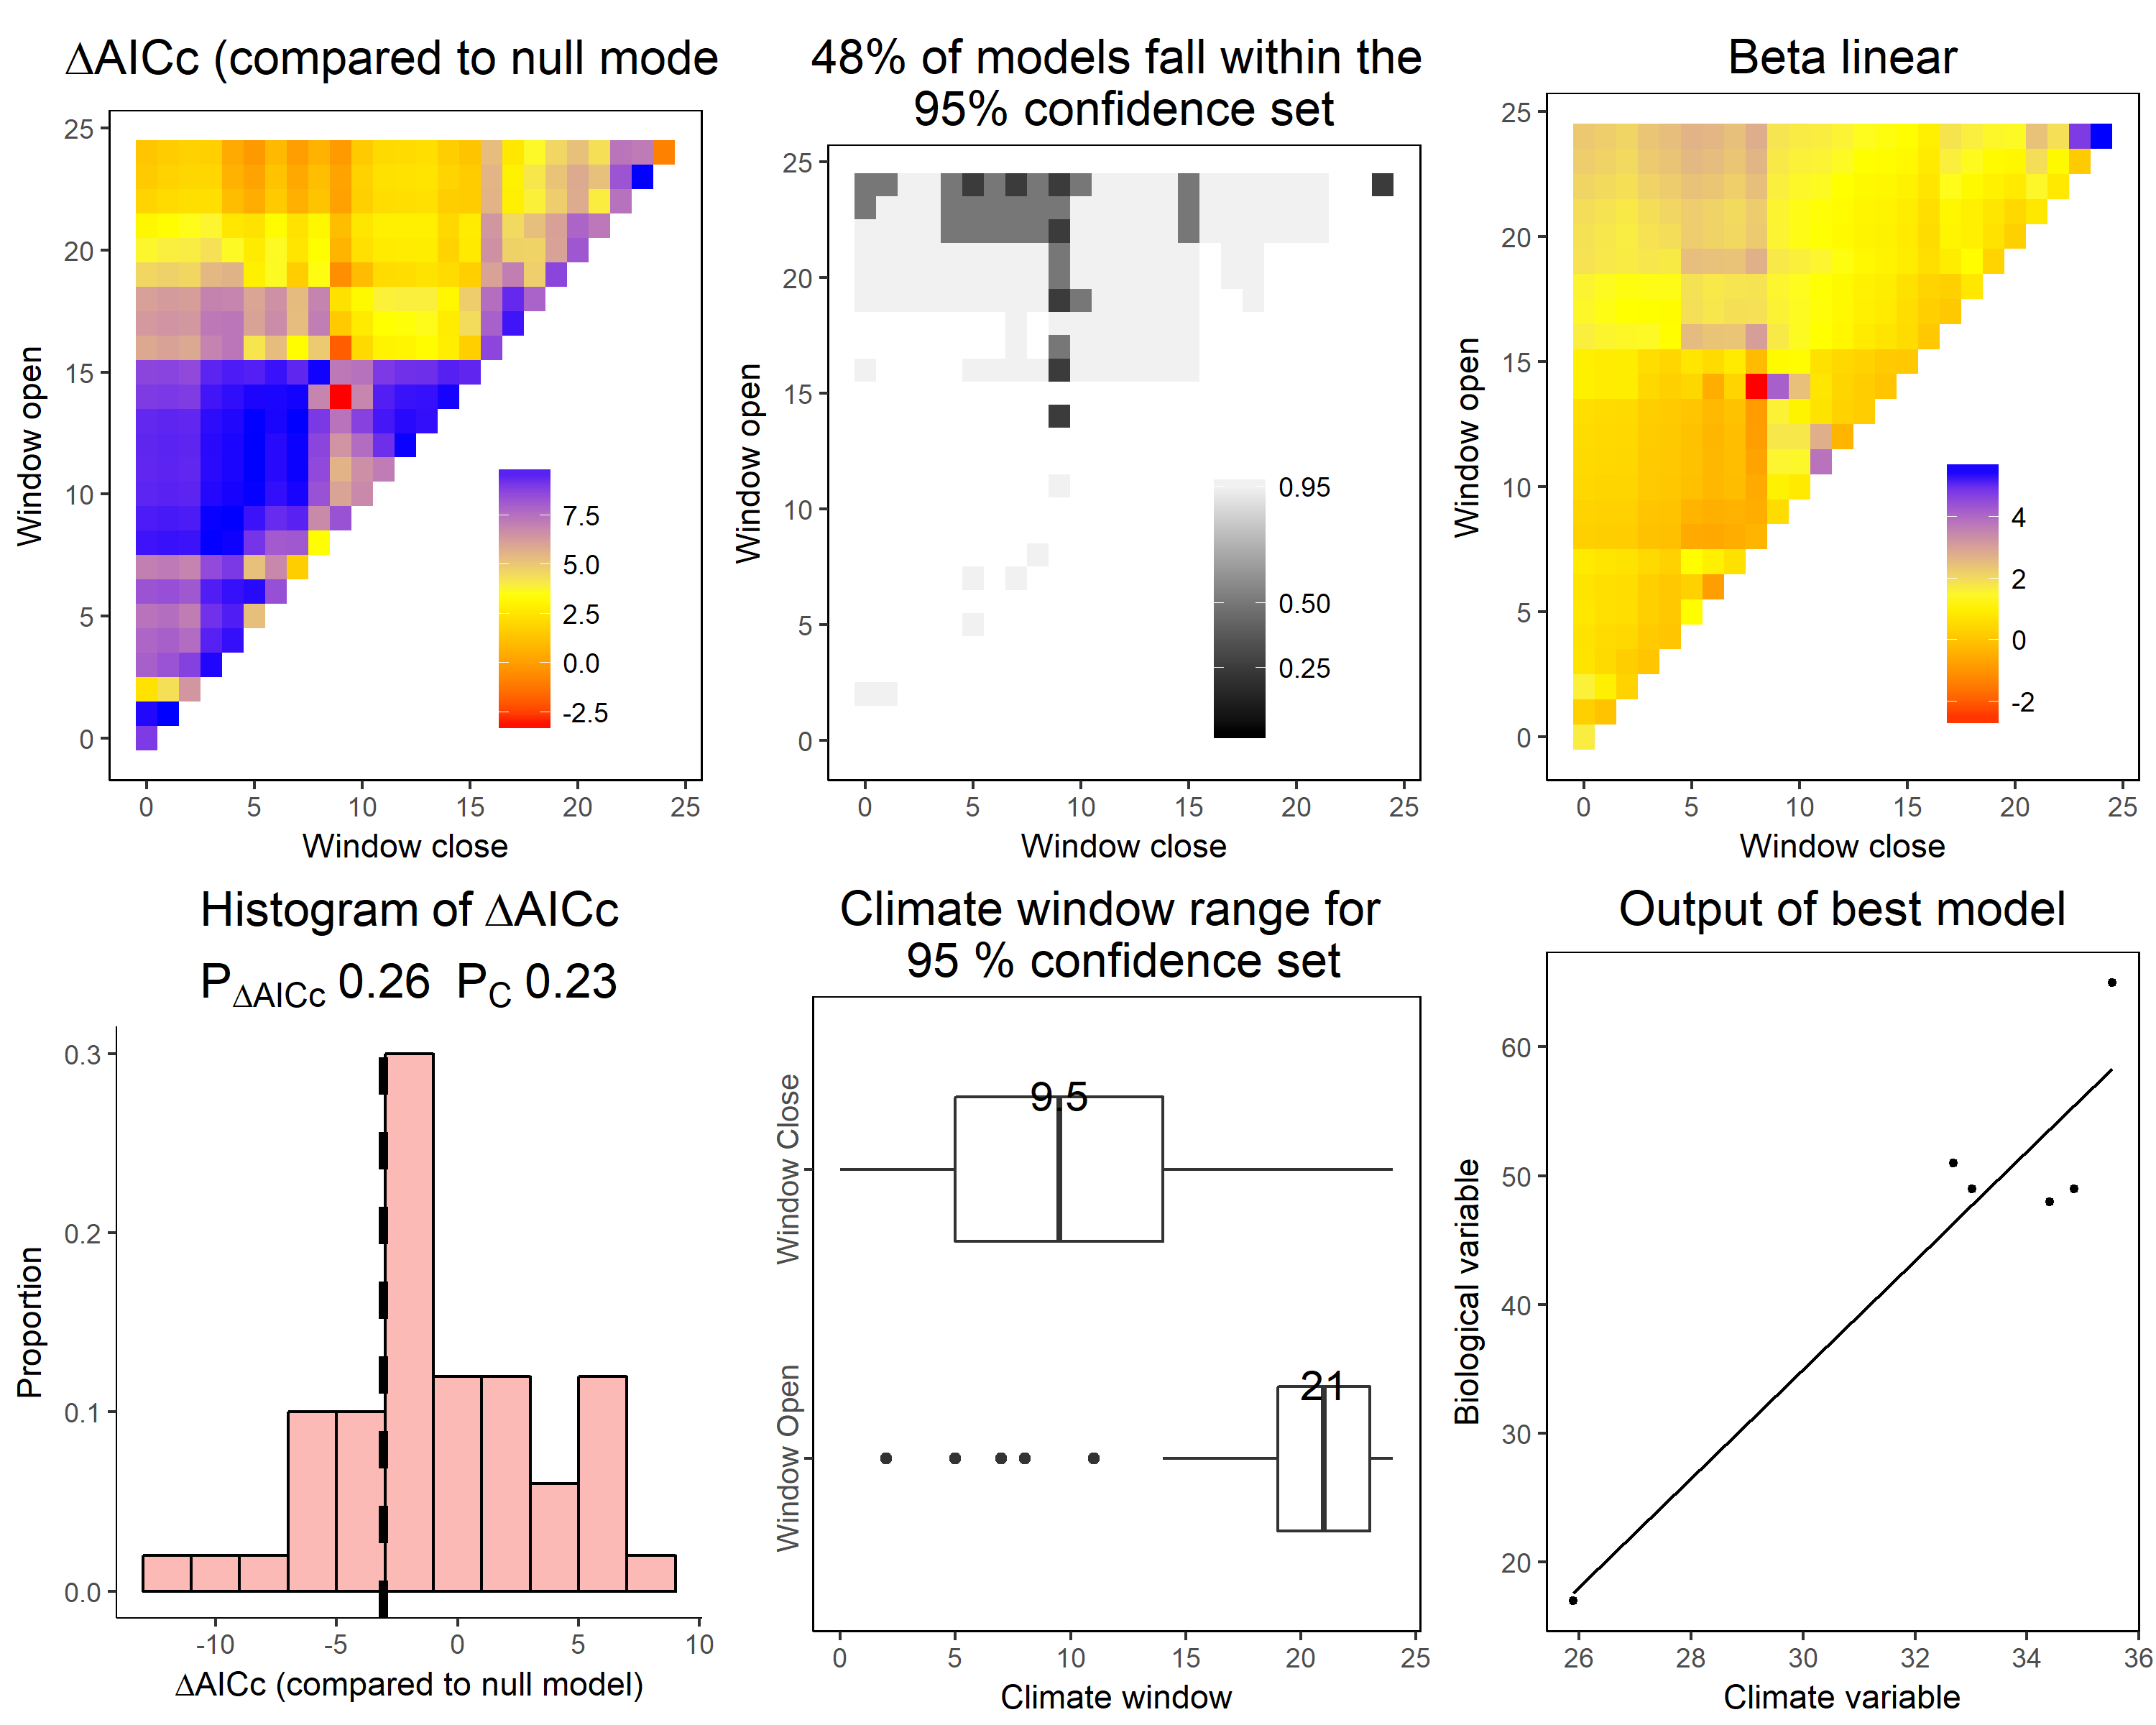 ΔAICc (compared to null mode
25
20
15
10
5
0
Window open
7.5
5.0
2.5
0.0
-2.5
0 5 10 15 20 25
Window close
48% of models fall within the
95% confidence set
25
20
15
10
5
0
Window open
0.95
0.50
0.25
0 5 10 15 20 25
Window close
Beta linear
25
20
15
10
5
0
Window open
4
2
0
-2
0 5 10 15 20 25
Window close
Histogram of ΔAICc
PΔAICc 0.26 PC 0.23
0.3
0.2
0.1
0.0
Proportion
-10 -5 0 5 10
ΔAICc (compared to null model)
Climate window range for
95 % confidence set
Window Close
9.5
Window Open
21
0 5 10 15 20 25
Climate window
Output of best model
60
50
40
30
20
Biological variable
26 28 30 32 34 36
Climate variable